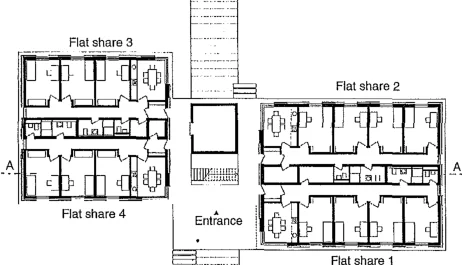 Flat share 3
Flat share 2
A
A
Flat share 4
Entrance
Flat share 1